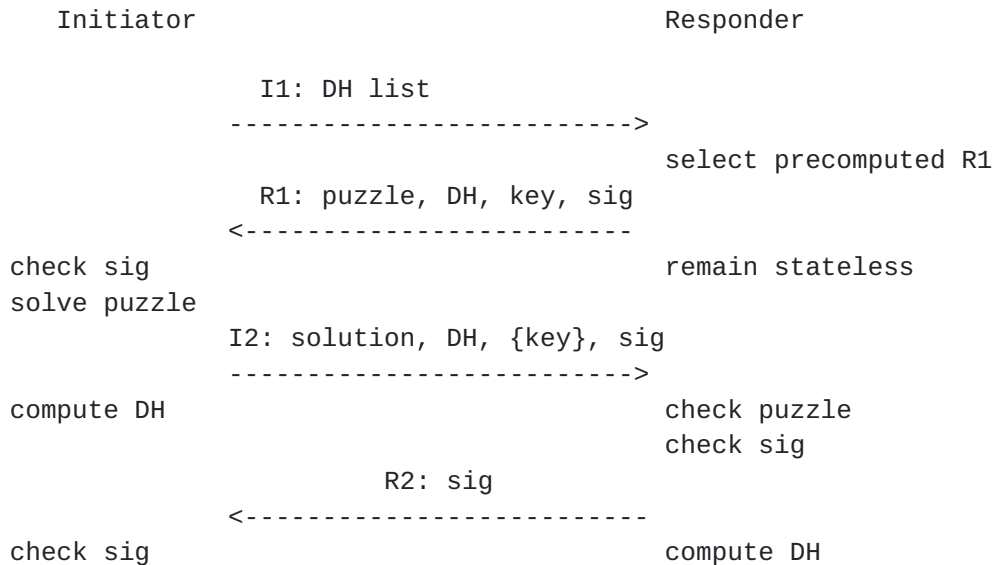 Initiator Responder
I1: DH list
--------------------------->
select precomputed R1
R1: puzzle, DH, key, sig
<-------------------------
check sig remain stateless
solve puzzle
I2: solution, DH, {key}, sig
--------------------------->
compute DH check puzzle
check sig
R2: sig
<--------------------------
check sig compute DH